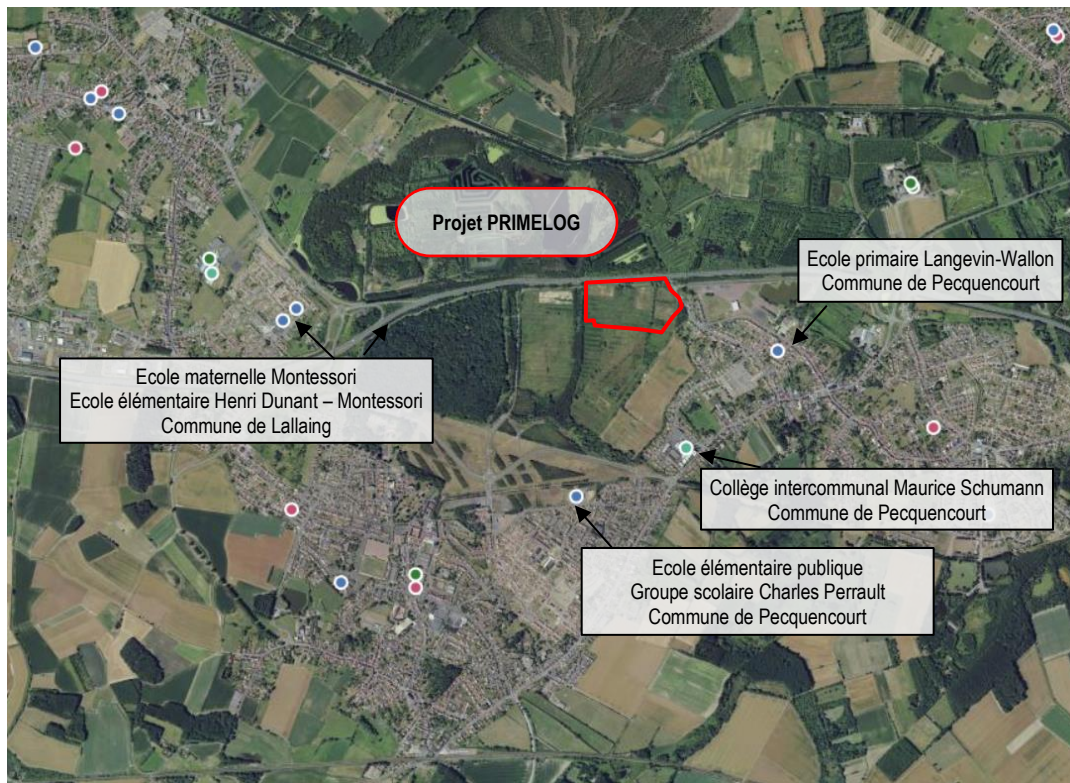 Projet PRIMELOG
Ecole primaire Langevin-Wallon
Commune de Pecquencourt
Ecole maternelle Montessori
Ecole élémentaire Henri Dunant – Montessori
Commune de Lallaing
Collège intercommunal Maurice Schumann
Commune de Pecquencourt
Ecole élémentaire publique
Groupe scolaire Charles Perrault
Commune de Pecquencourt